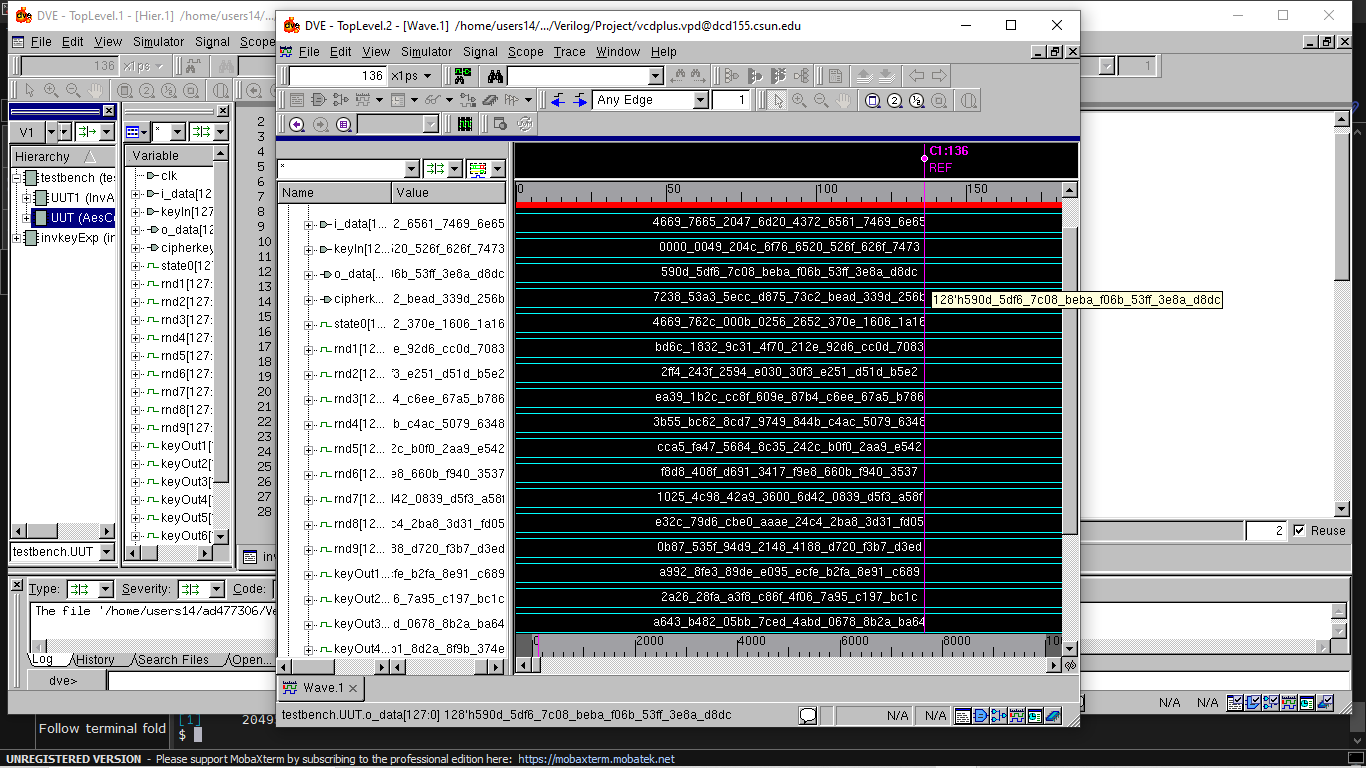 DVE - TopLevel.1 - [Hier.1] /home/users14/
DVE - TopLevel.2 - [Wave.1] /home/users14/.../Verilog/Project/vcdplus.vpd@dcd155.csun.edu
File Edit View Simulator Signal Scope
File Edit View Simulator Signal Scope Trace Window Help
136 x1ps
136 x1ps
1
Any Edge 1
V1
*
Hierarchy
Variable
testbench (tes
UUT1 (InvA
UUT (AesC
invkeyExp (in
clk
i_data[127
keyIn[127
o_data[12
cipherkey
state0[127
rnd1[127:
rnd2[127:
rnd3[127:
rnd4[127:
rnd5[127:
rnd6[127:
rnd7[127:
rnd8[127:
rnd9[127:
keyOut1[
keyOut2[
keyOut3[
keyOut4[
keyOut5[
keyOut6[
2
3
4
5
6
7
8
9
10
11
12
13
14
15
16
17
18
19
20
21
22
23
24
25
26
27
28
*
C1:136
REF
Name Value
0 50 100 150
i_data[1... 2_6561_7469_6e65 4669_7665_2047_6d20_4372_6561_7469_6e65
keyIn[12... i20_526f_626f_7473 0000_0049_204c_6f76_6520_526f_626f_7473
o_data[... 06b_53ff_3e8a_d8dc 590d_5df6_7c08_beba_f06b_53ff_3e8a_d8dc
cipherk... 2_bead_339d_256b 7238_53a3_5ecc_d875_73c2_bead_339d_256b
128'h590d_5df6_7c08_beba_f06b_53ff_3e8a_d8dc
state0[1... 2_370e_1606_1a16 4669_762c_000b_0256_2652_370e_1606_1a16
rnd1[12... e_92d6_cc0d_7083 bd6c_1832_9c31_4f70_212e_92d6_cc0d_7083
rnd2[12... f3_e251_d51d_b5e2 2ff4_243f_2594_e030_30f3_e251_d51d_b5e2
rnd3[12... 4_c6ee_67a5_b786 ea39_1b2c_cc8f_609e_87b4_c6ee_67a5_b786
rnd4[12... b_c4ac_5079_6348 3b55_bc62_8cd7_9749_844b_c4ac_5079_6348
rnd5[12... 2c_b0f0_2aa9_e542 cca5_fa47_5684_8c35_242c_b0f0_2aa9_e542
rnd6[12... e8_660b_f940_3537 f8d8_408f_d691_3417_f9e8_660b_f940_3537
rnd7[12... d42_0839_d5f3_a58f 1025_4c98_42a9_3600_6d42_0839_d5f3_a58f
rnd8[12... c4_2ba8_3d31_fd05 e32c_79d6_cbe0_aaae_24c4_2ba8_3d31_fd05
rnd9[12... 88_d720_f3b7_d3ed 0b87_535f_94d9_2148_4188_d720_f3b7_d3ed
keyOut1... cfe_b2fa_8e91_c689 a992_8fe3_89de_e095_ecfe_b2fa_8e91_c689
keyOut2... 6_7a95_c197_bc1c 2a26_28fa_a3f8_c86f_4f06_7a95_c197_bc1c
keyOut3... d_0678_8b2a_ba64 a643_b482_05bb_7ced_4abd_0678_8b2a_ba64
keyOut4... b1_8d2a_8f9b_374e
0 2000 4000 6000 8000
testbench.UUT
inv
2 Reuse
Type: Severity: Code:
The file '/home/users14/ad477306/Ve
Log History Search Files Open...
dve>
Wave.1
testbench.UUT.o_data[127:0] 128'h590d_5df6_7c08_beba_f06b_53ff_3e8a_d8dc
N/A N/A
N/A N/A
Follow terminal fold
[1] 2049
$
UNREGISTERED VERSION - Please support MobaXterm by subscribing to the professional edition here: https://mobaxterm.mobatek.net